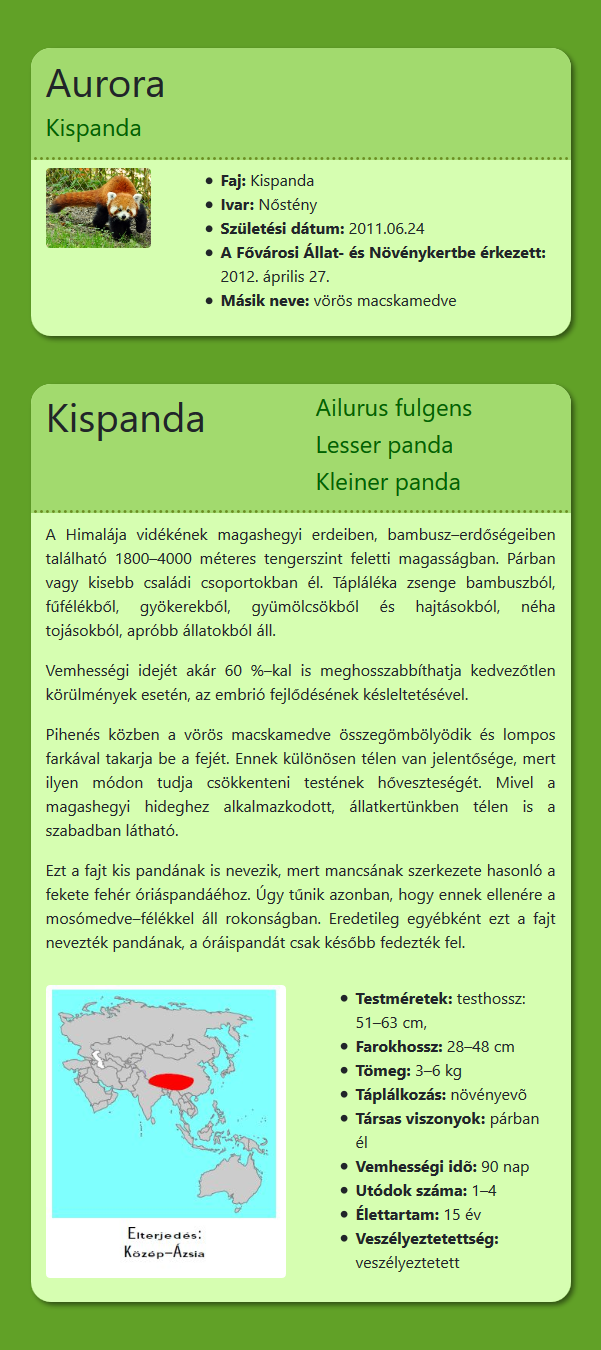 Aurora
Kispanda
Faj: Kispanda
Ivar: Nőstény
Születési dátum: 2011.06.24
A Fővárosi Állat- és Növénykertbe érkezett:
2012. április 27.
Másik neve: vörös macskamedve
Kispanda
Ailurus fulgens
Lesser panda
Kleiner panda
A Himalája vidékének magashegyi erdeiben, bambusz–erdőségeiben
található 1800–4000 méteres tengerszint feletti magasságban. Párban
vagy kisebb családi csoportokban él. Tápláléka zsenge bambuszból,
fűfélékből, gyökerekből, gyümölcsökből és hajtásokból, néha
tojásokból, apróbb állatokból áll.
Vemhességi idejét akár 60 %–kal is meghosszabbíthatja kedvezőtlen
körülmények esetén, az embrió fejlődésének késleltetésével.
Pihenés közben a vörös macskamedve összegömbölyödik és lompos
farkával takarja be a fejét. Ennek különösen télen van jelentősége, mert
ilyen módon tudja csökkenteni testének hőveszteségét. Mivel a
magashegyi hideghez alkalmazkodott, állatkertünkben télen is a
szabadban látható.
Ezt a fajt kis pandának is nevezik, mert mancsának szerkezete hasonló a
fekete fehér óriáspandáéhoz. Úgy tűnik azonban, hogy ennek ellenére a
mosómedve–félékkel áll rokonságban. Eredetileg egyébként ezt a fajt
nevezték pandának, a óráispandát csak később fedezték fel.
Elterjedés:
Közép–Ázsia
Testméretek: testhossz:
51–63 cm,
Farokhossz: 28–48 cm
Tömeg: 3–6 kg
Táplálkozás: növényevõ
Társas viszonyok: párban
él
Vemhességi idõ: 90 nap
Utódok száma: 1–4
Élettartam: 15 év
Veszélyeztetettség:
veszélyeztetett